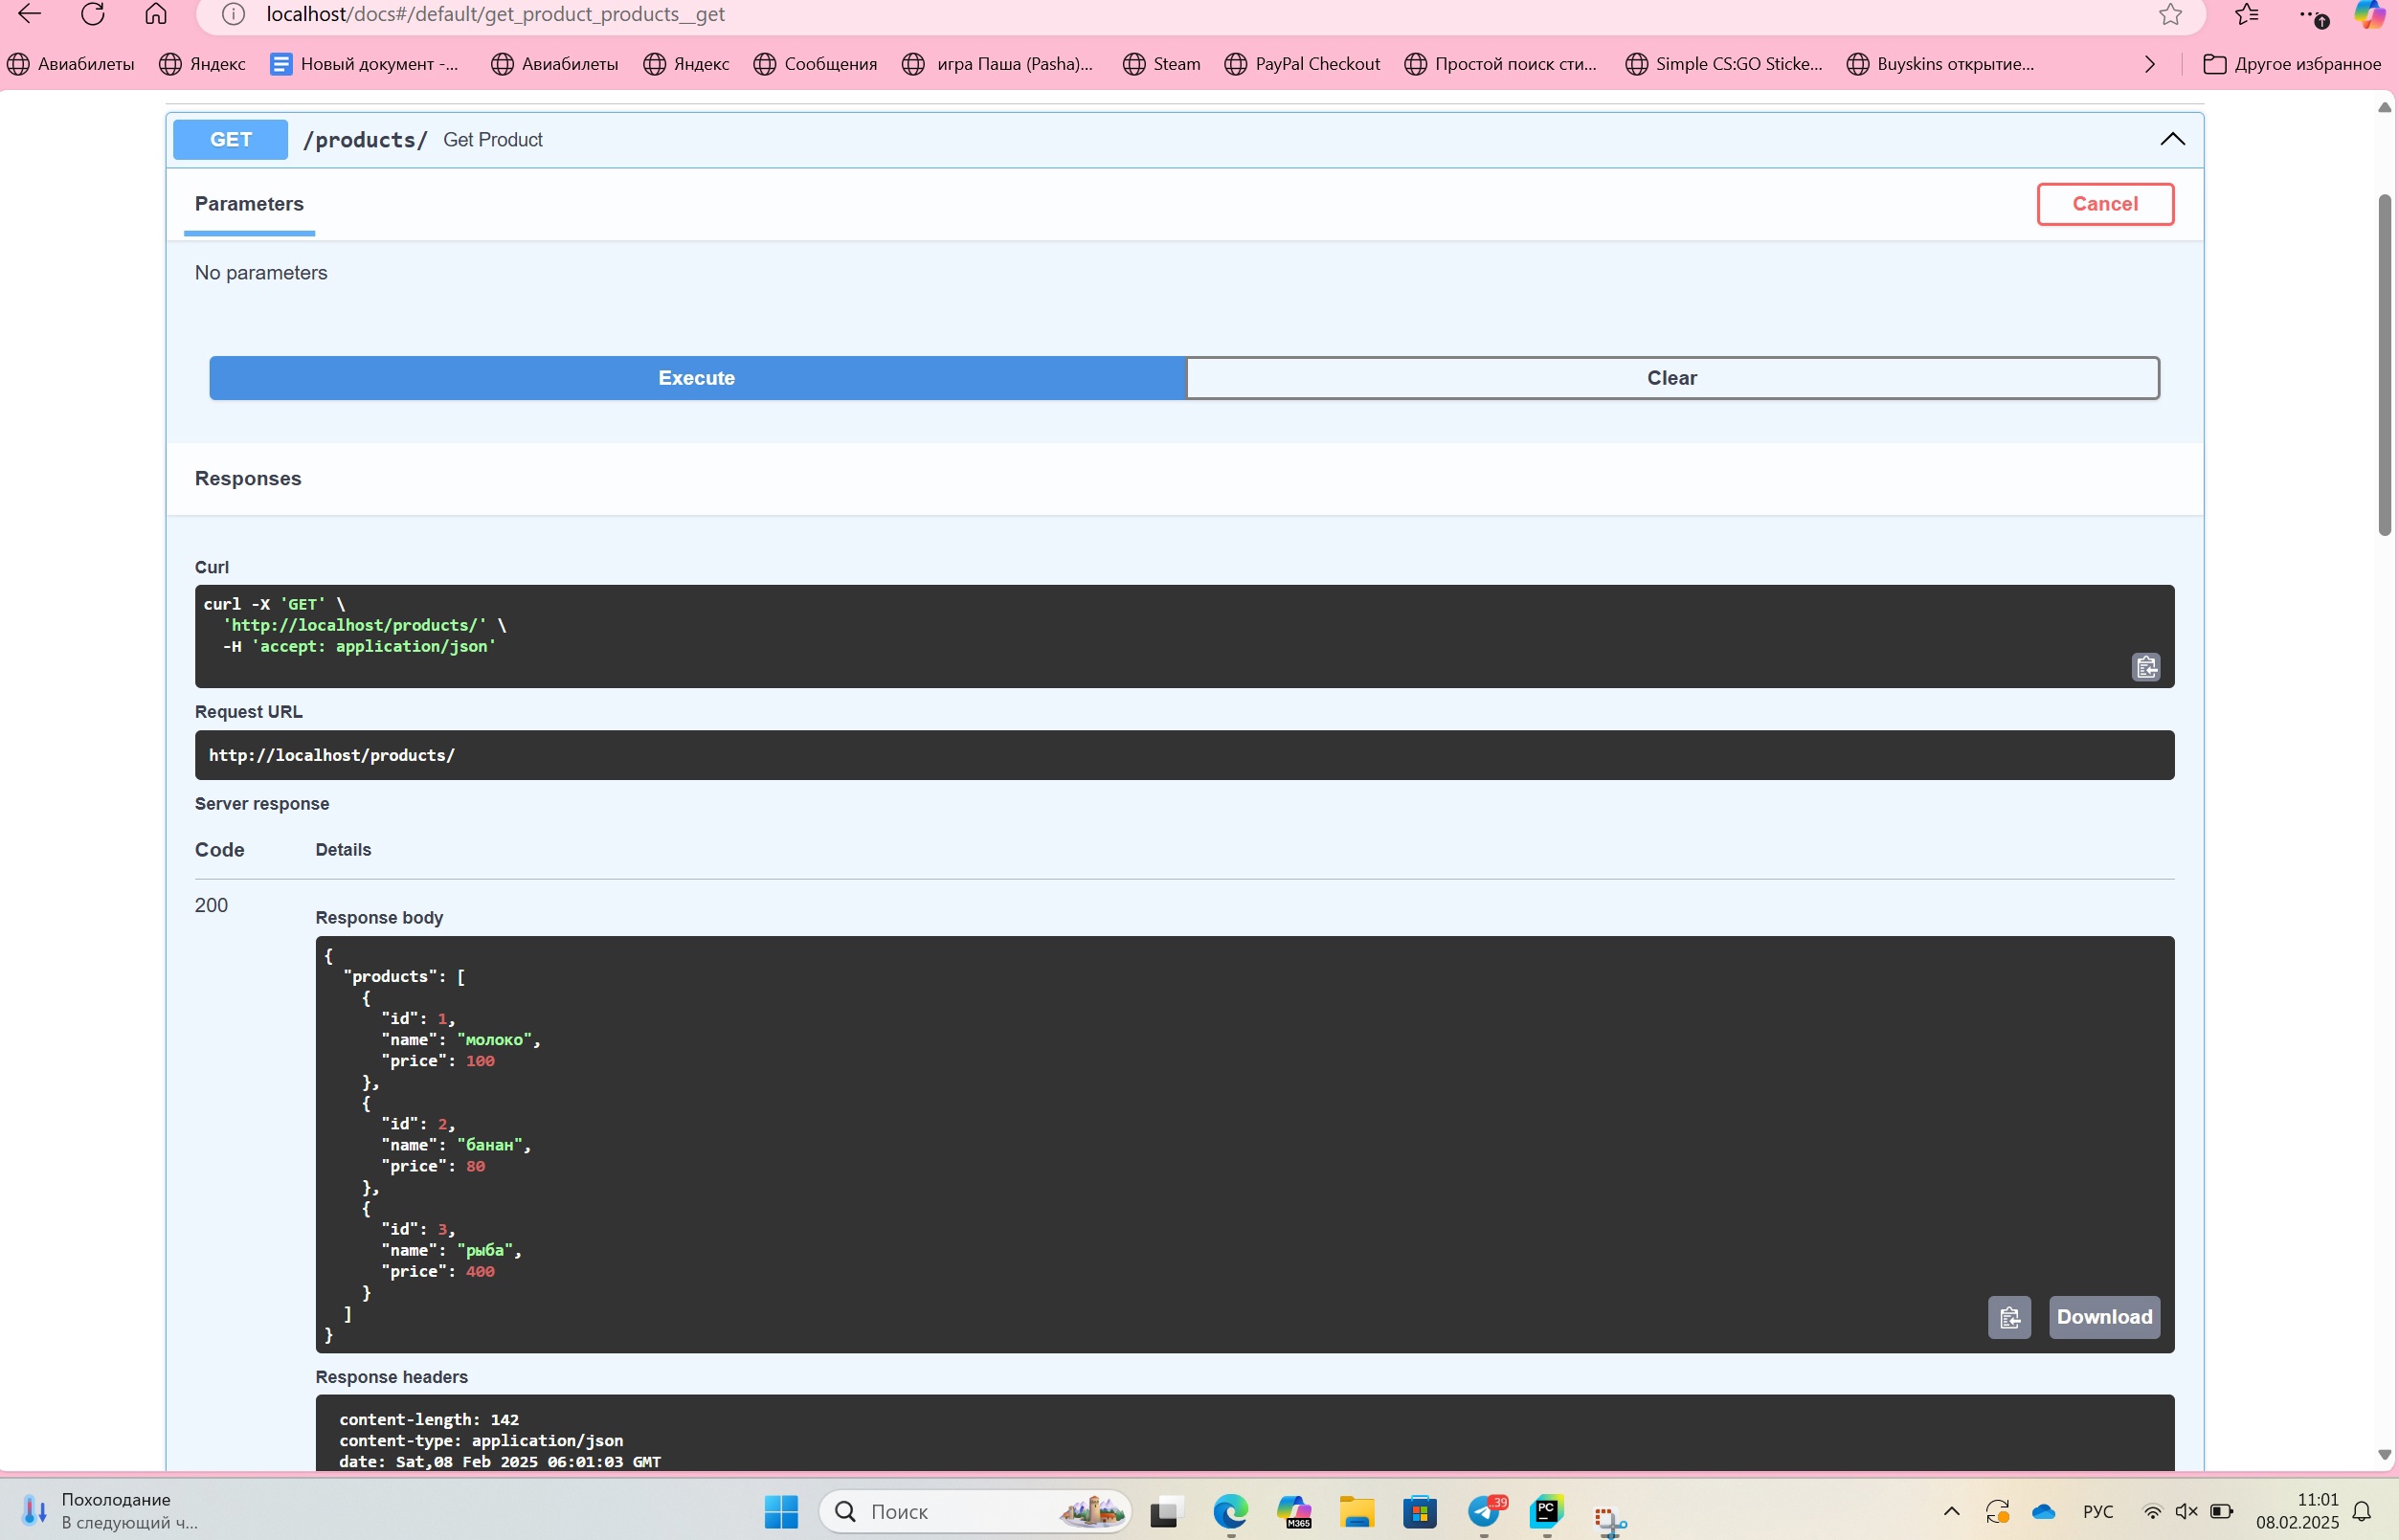 localhost/docs#/default/get_product_products__get
Авиабилеты
Яндекс
Новый документ -...
Авиабилеты
Яндекс
Сообщения
игра Паша (Pasha)...
Steam
PayPal Checkout
Простой поиск сти...
Simple CS:GO Sticke...
Buyskins открытие...
Другое избранное
GET /products/ Get Product
Parameters
Cancel
No parameters
Execute
Clear
Responses
Curl
curl -X 'GET' \
'http://localhost/products/' \
-H 'accept: application/json'
Request URL
http://localhost/products/
Server response
Code Details
200
Response body
{
"products": [
{
"id": 1,
"name": "молоко",
"price": 100
},
{
"id": 2,
"name": "банан",
"price": 80
},
{
"id": 3,
"name": "рыба",
"price": 400
}
]
}
Download
Response headers
content-length: 142
content-type: application/json
date: Sat,08 Feb 2025 06:01:03 GMT
Похолодание
В следующий ч...
Поиск
M365
39
PC
РУС
11:01
08.02.2025